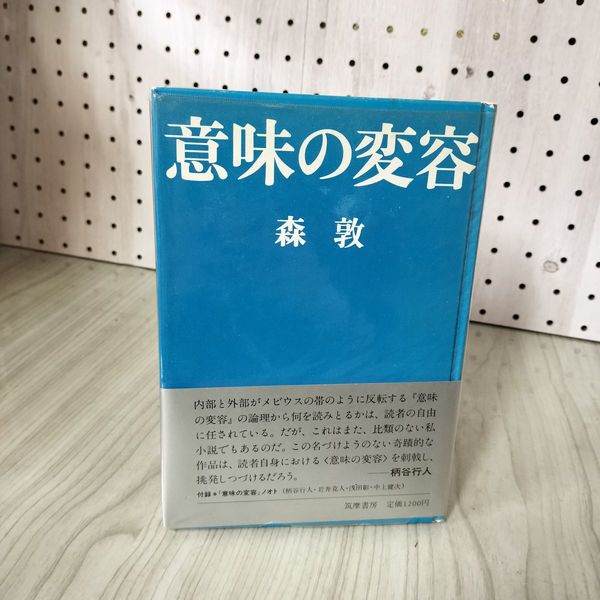 意味の変容
森 敦
内部と外部がメビウスの帯のように反転する『意味
の変容』の論理から何を読みとるかは、読者の自由
に任されている。だが、これはまた、比類のない私
小説でもあるのだ。この名づけようのない奇蹟的な
作品は、読者自身における〈意味の変容〉を刺戟し、
挑発しつづけるだろう。 ――柄谷行人
付録*「意味の変容」ノオト (柄谷行人・岩井克人・浅田彰・中上健次)
筑摩書房 定価1200円